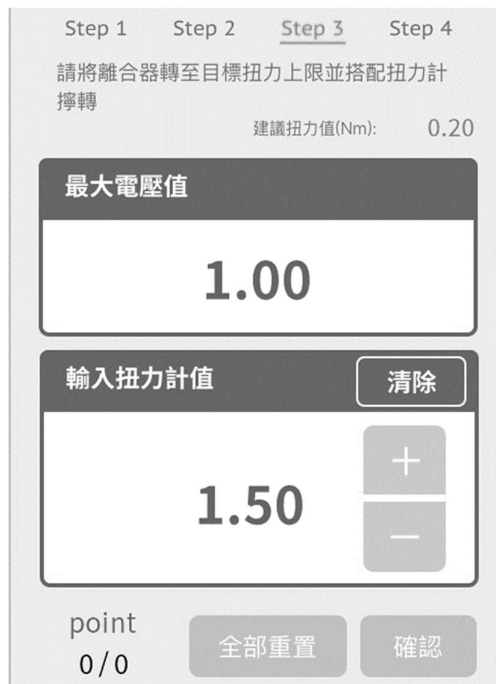 Step 1 Step 2 Step 3 Step 4
請將離合器轉至目標扭力上限並搭配扭力計
擰轉
建議扭力值(Nm): 0.20
最大電壓值
1.00
輸入扭力計值 清除
1.50
+
−
point
0/0
全部重置 確認